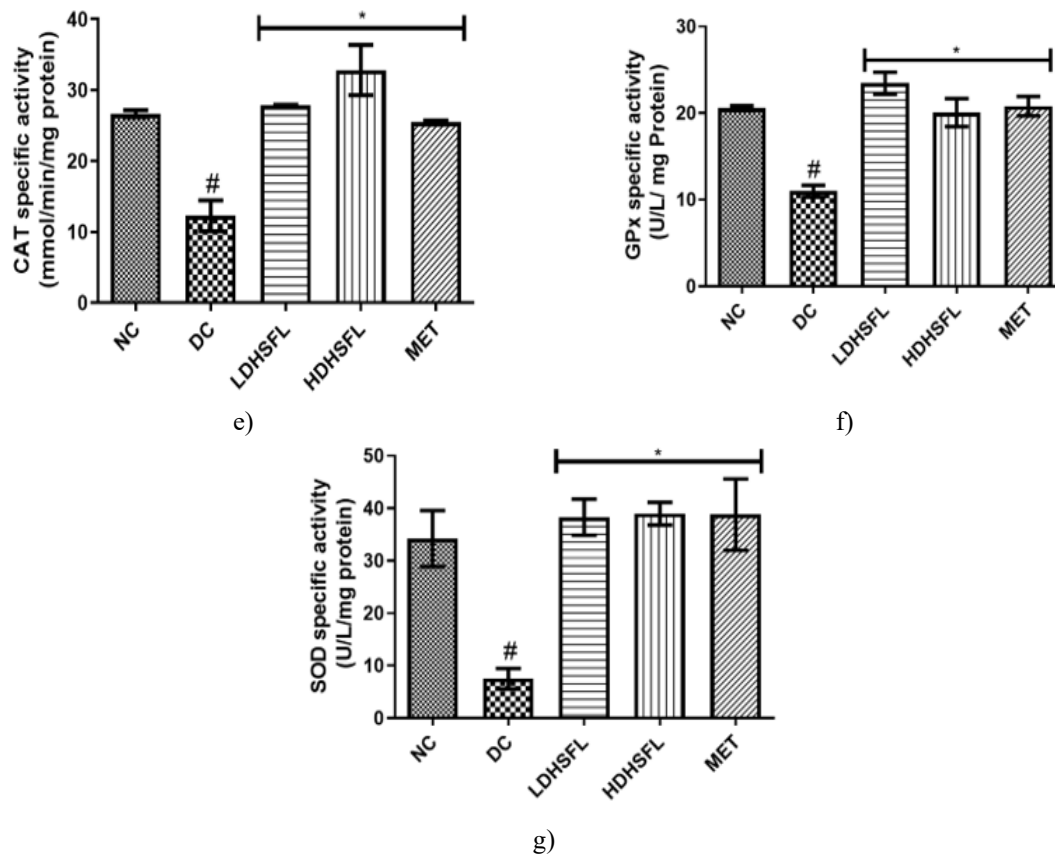 *
CAT specific activity
(mmol/min/mg protein)
40
30
20
10
0
#
NC
DC
LDHSFL
HDHSFL
MET
e)
*
GPx specific activity
(U/L/ mg Protein)
30
20
10
0
#
NC
DC
LDHSFL
HDHSFL
MET
f)
*
SOD specific activity
(U/L/mg protein)
50
40
30
20
10
0
#
NC
DC
LDHSFL
HDHSFL
MET
g)